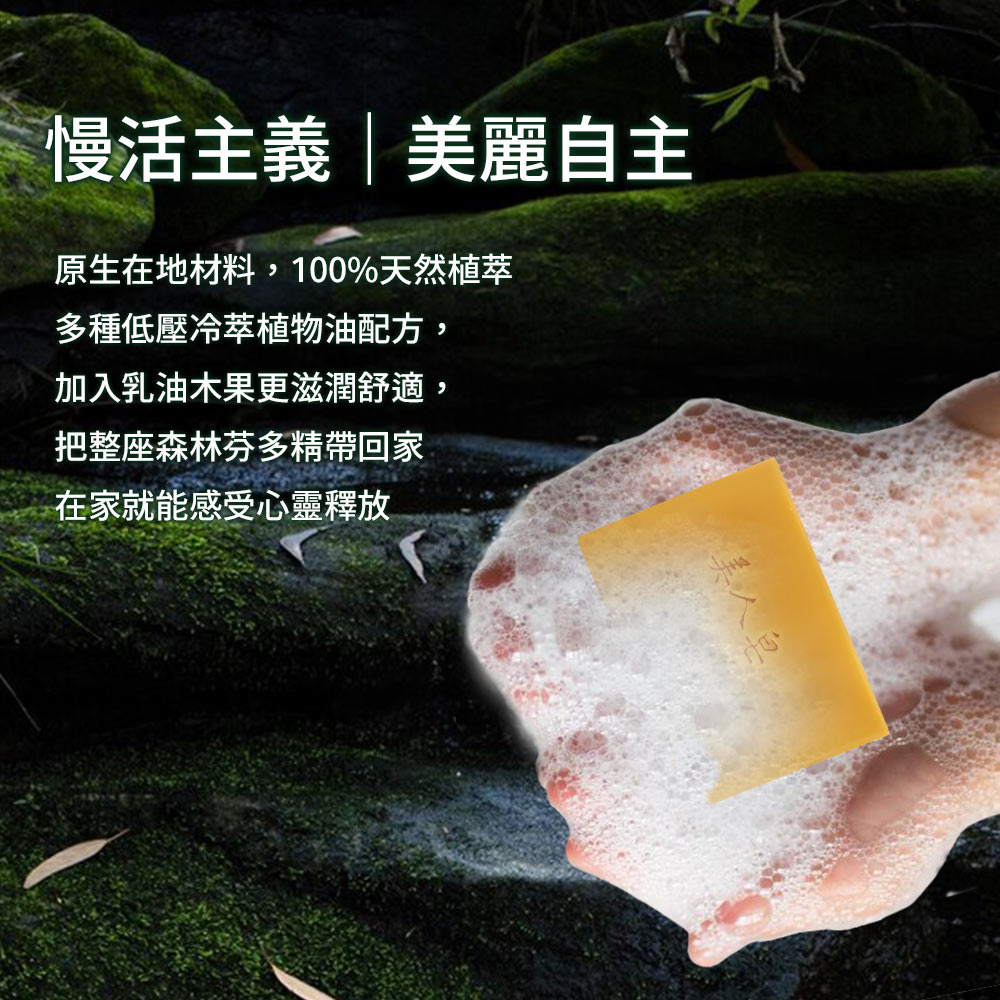 慢活主義｜美麗自主
原生在地材料，100%天然植萃
多種低壓冷萃植物油配方，
加入乳油木果更滋潤舒適，
把整座森林芬多精帶回家
在家就能感受心靈釋放
美人皂